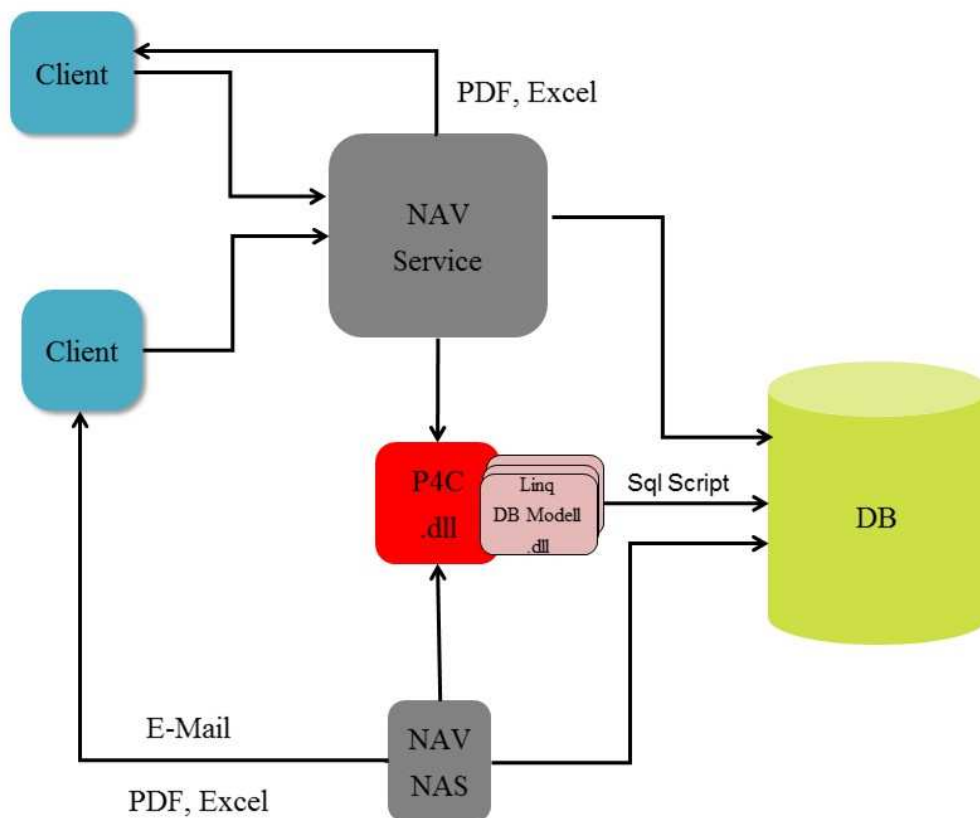 Client
PDF, Excel
NAV
Service
Client
P4C
.dll
Linq
DB Modell
.dll
Sql Script
DB
E-Mail
NAV
NAS
PDF, Excel